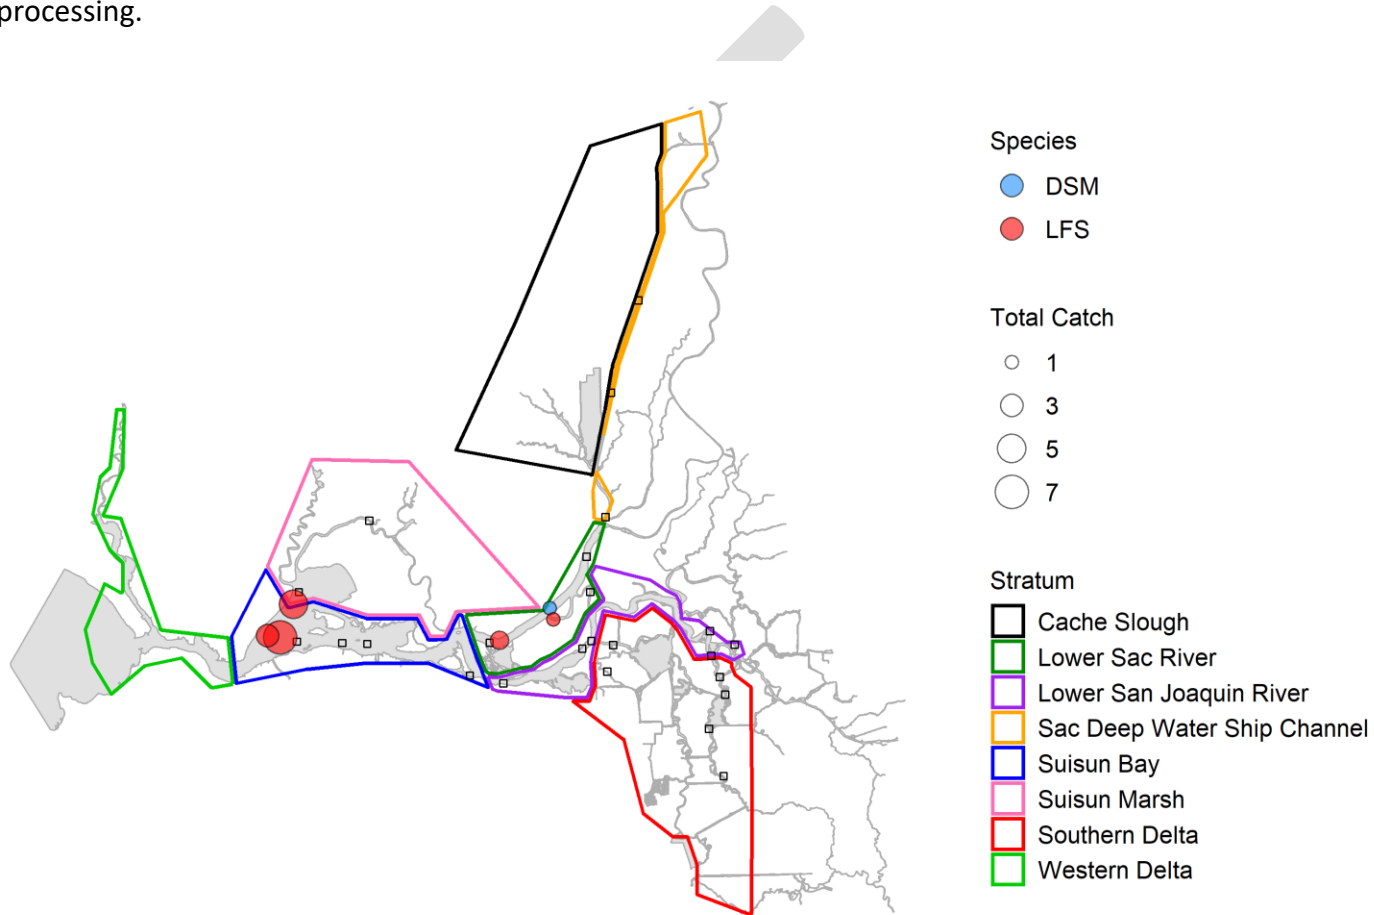 processing.
Species
DSM
LFS
Total Catch
1
3
5
7
Stratum
Cache Slough
Lower Sac River
Lower San Joaquin River
Sac Deep Water Ship Channel
Suisun Bay
Suisun Marsh
Southern Delta
Western Delta